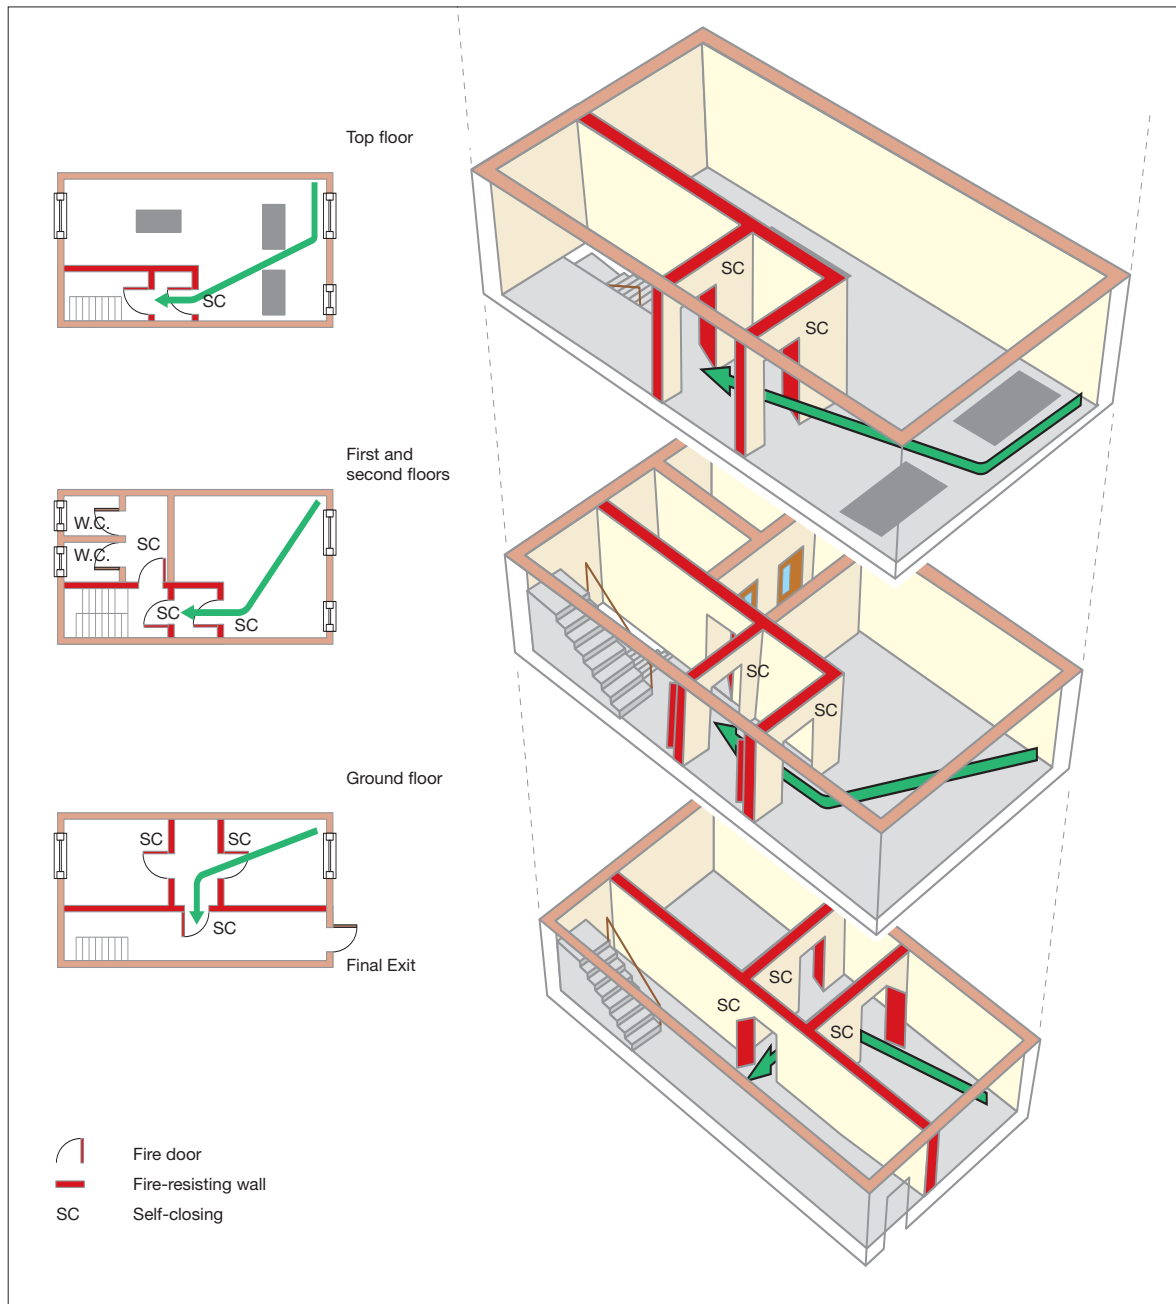 Top floor
SC
SC
SC
First and
second floors
W.C.
W.C.
SC
SC
SC
SC
SC
Ground floor
SC
SC
SC
Final Exit
SC
SC
SC
Fire door
Fire-resisting wall
SC
Self-closing